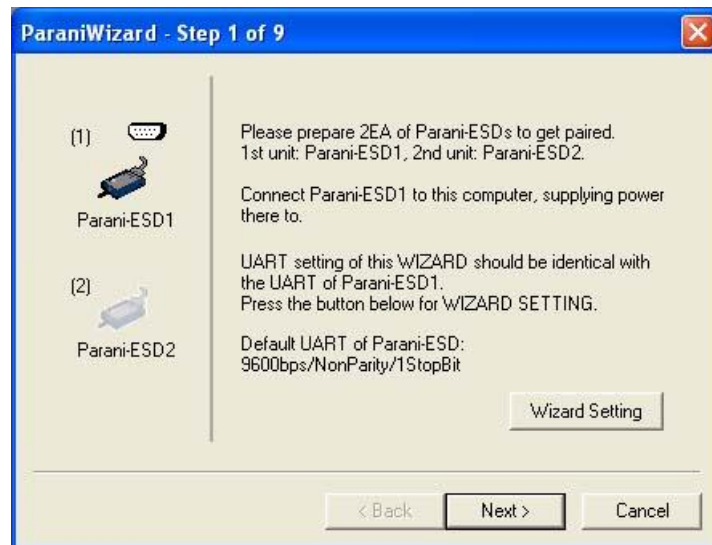 ParaniWizard - Step 1 of 9
(1)
Parani-ESD1
(2)
Parani-ESD2
Please prepare 2EA of Parani-ESDs to get paired.
1st unit: Parani-ESD1, 2nd unit: Parani-ESD2.
Connect Parani-ESD1 to this computer, supplying power
there to.
UART setting of this WIZARD should be identical with
the UART of Parani-ESD1.
Press the button below for WIZARD SETTING.
Default UART of Parani-ESD:
9600bps/NonParity/1StopBit
Wizard Setting
< Back
Next >
Cancel